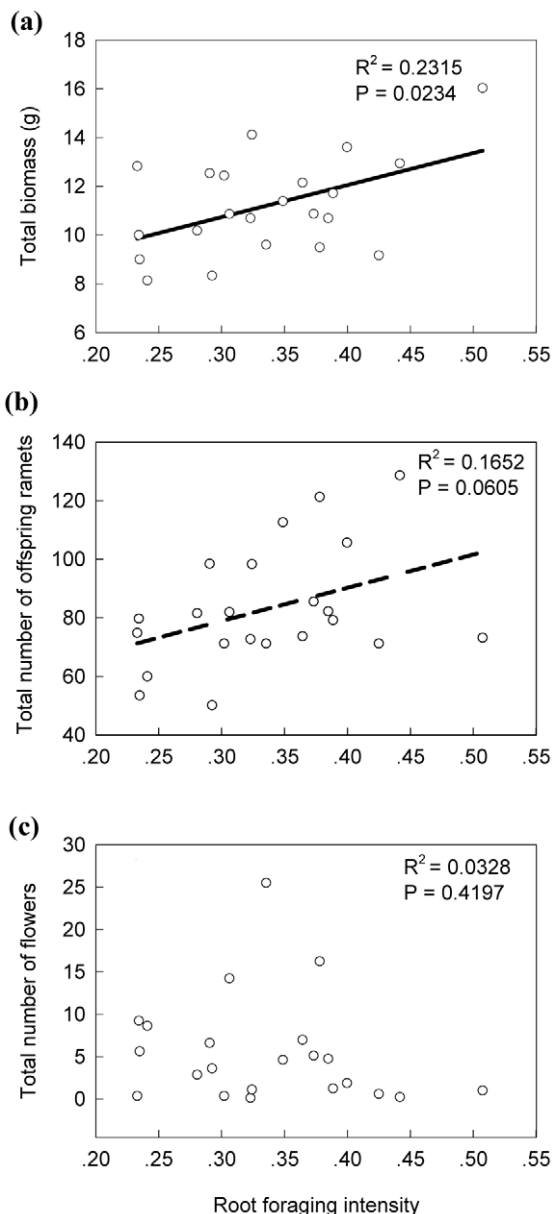 (a)
18
16
14
12
10
8
6
Total biomass (g)
R² = 0.2315
P = 0.0234
.20 .25 .30 .35 .40 .45 .50 .55
(b)
140
120
100
80
60
40
Total number of offspring ramets
R² = 0.1652
P = 0.0605
.20 .25 .30 .35 .40 .45 .50 .55
(c)
30
25
20
15
10
5
0
Total number of flowers
R² = 0.0328
P = 0.4197
.20 .25 .30 .35 .40 .45 .50 .55
Root foraging intensity